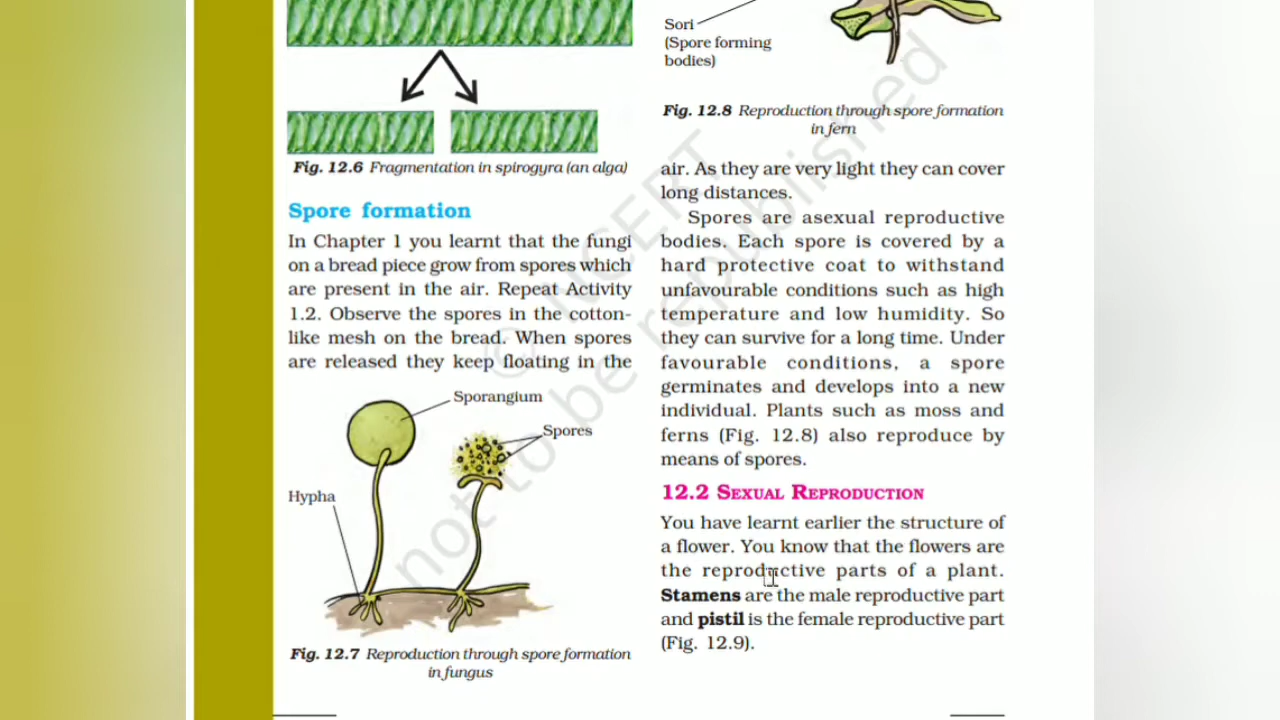 Fig. 12.6 Fragmentation in spirogyra (an alga)
Spore formation
In Chapter 1 you learnt that the fungi
on a bread piece grow from spores which
are present in the air. Repeat Activity
1.2. Observe the spores in the cotton-
like mesh on the bread. When spores
are released they keep floating in the
Sporangium
Spores
Hypha
Fig. 12.7 Reproduction through spore formation
in fungus
Sori
(Spore forming
bodies)
Fig. 12.8 Reproduction through spore formation
in fern
air. As they are very light they can cover
long distances.
Spores are asexual reproductive
bodies. Each spore is covered by a
hard protective coat to withstand
unfavourable conditions such as high
temperature and low humidity. So
they can survive for a long time. Under
favourable conditions, a spore
germinates and develops into a new
individual. Plants such as moss and
ferns (Fig. 12.8) also reproduce by
means of spores.
12.2 SEXUAL REPRODUCTION
You have learnt earlier the structure of
a flower. You know that the flowers are
the reproductive parts of a plant.
Stamens are the male reproductive part
and pistil is the female reproductive part
(Fig. 12.9).
© NCERT
not to be republished